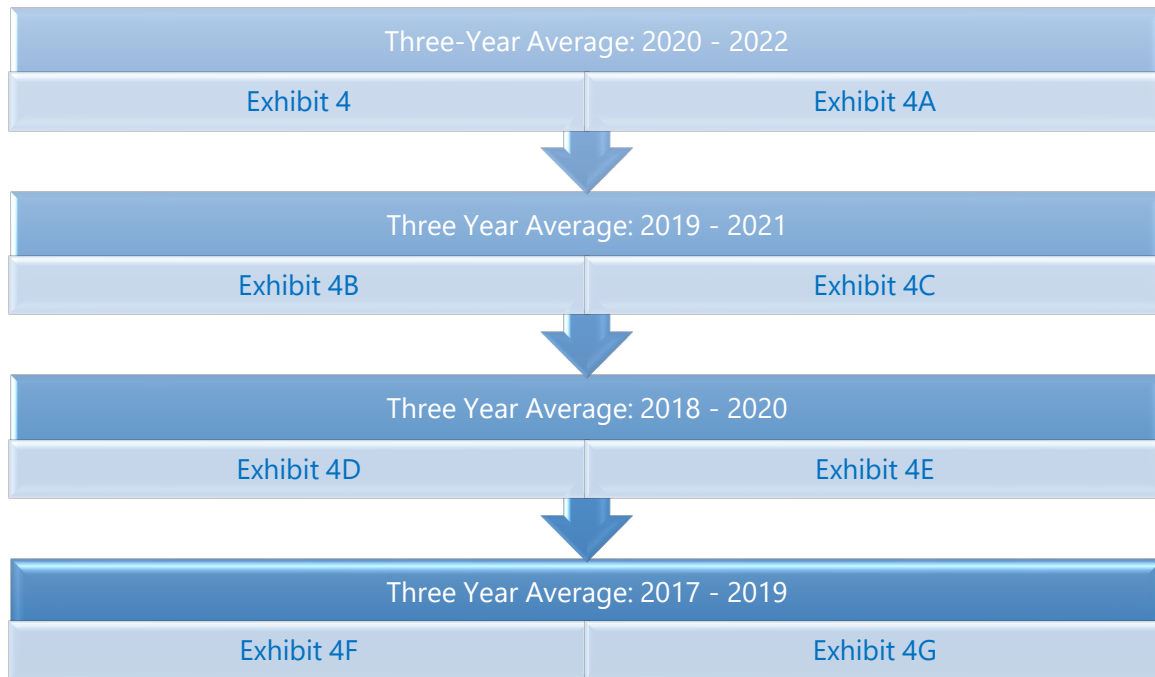 Three-Year Average: 2020 - 2022
Exhibit 4
Exhibit 4A
Three Year Average: 2019 - 2021
Exhibit 4B
Exhibit 4C
Three Year Average: 2018 - 2020
Exhibit 4D
Exhibit 4E
Three Year Average: 2017 - 2019
Exhibit 4F
Exhibit 4G